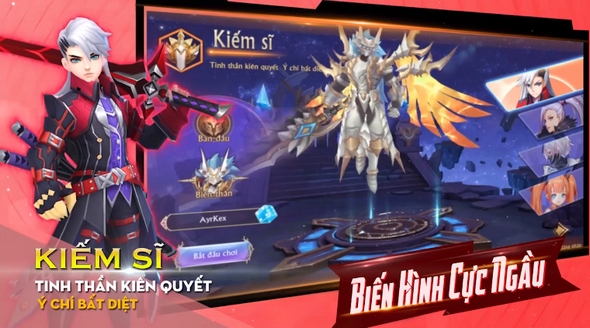 Kiếm sĩ
Tinh thần kiên quyết Ý chí bất diệt
Ban đầu
Biến thân
AyrKex
Bắt đầu chơi
KIẾM SĨ
TINH THẦN KIÊN QUYẾT
Ý CHÍ BẤT DIỆT
BIẾN HÌNH CỰC NGẦU